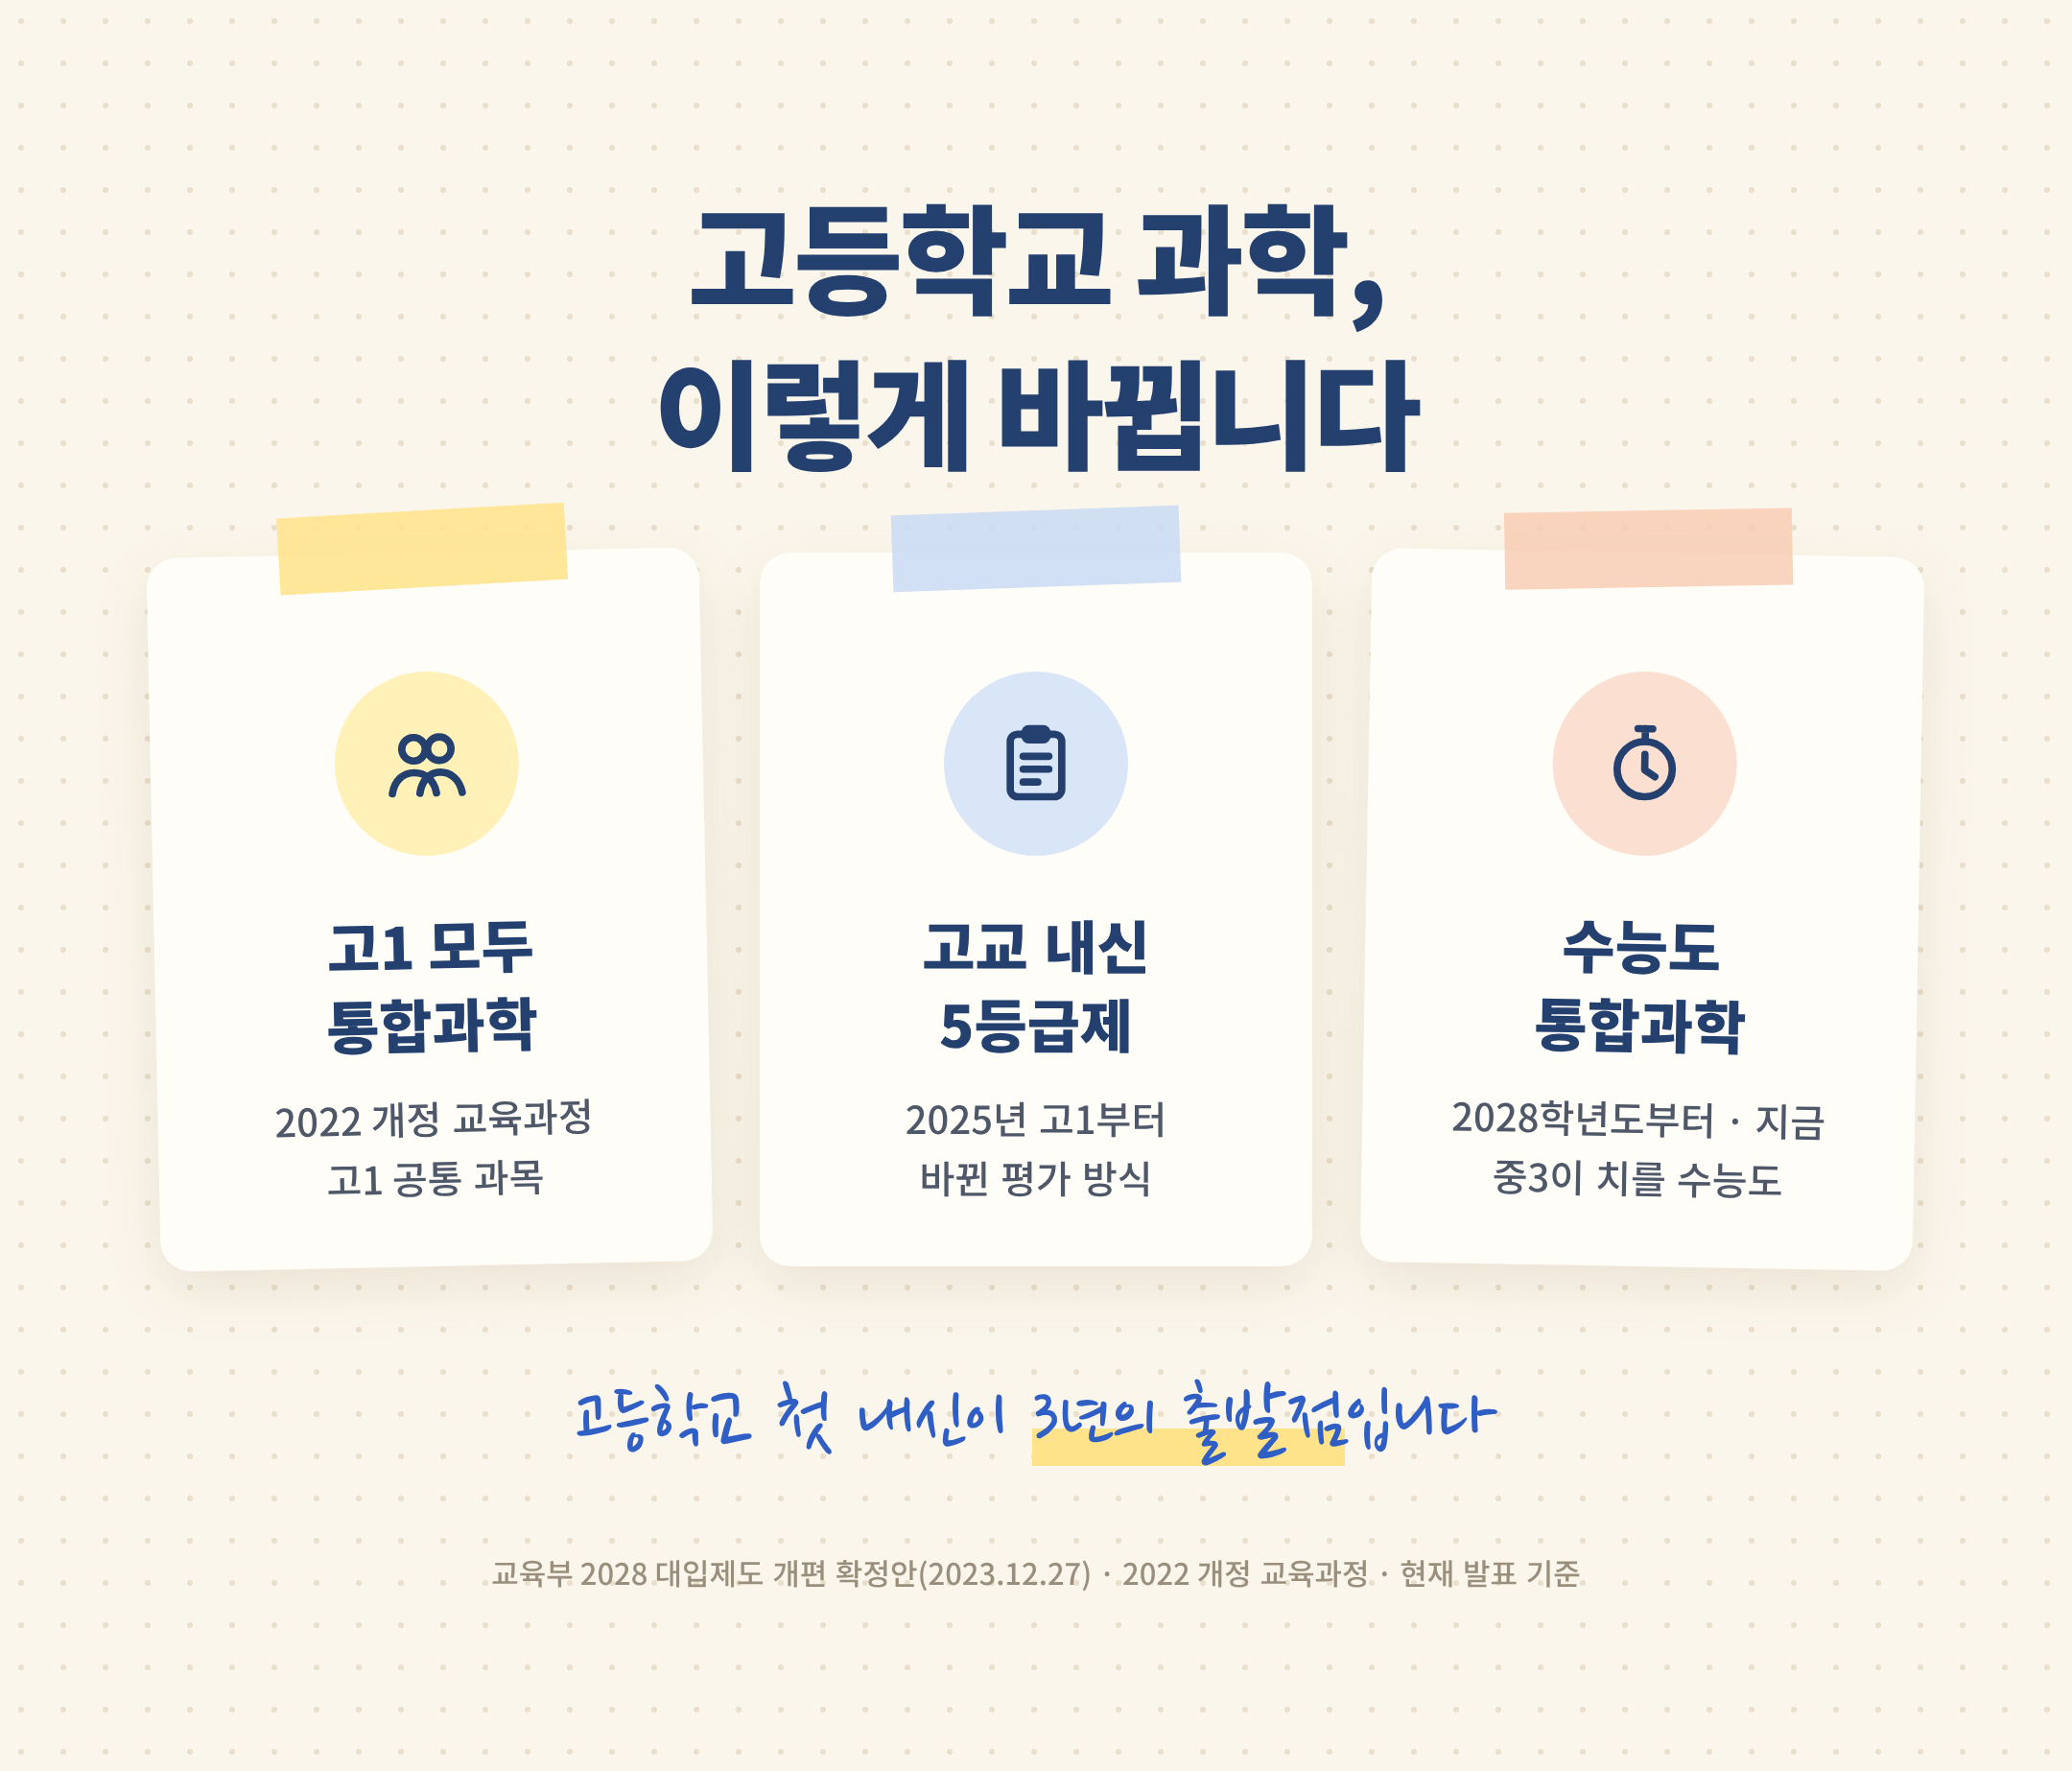 고등학교 과학,
이렇게 바뀝니다
고1 모두
통합과학
2022 개정 교육과정
고1 공통 과목
고교 내신
5등급제
2025년 고1부터
바뀐 평가 방식
수능도
통합과학
2028학년도부터 · 지금
중3이 치를 수능도
고등학교 첫 내신이 3년의 출발점입니다
교육부 2028 대입제도 개편 확정안(2023.12.27) · 2022 개정 교육과정 · 현재 발표 기준